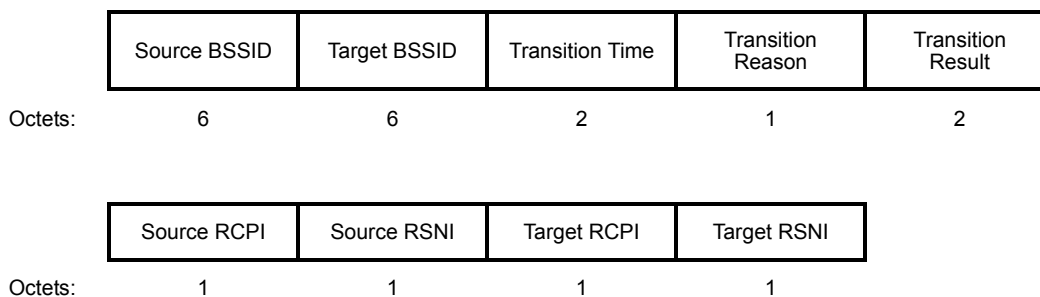 Source BSSID Target BSSID Transition Time Transition Reason Transition Result
Octets: 6 6 2 1 2
Source RCPI Source RSNI Target RCPI Target RSNI
Octets: 1 1 1 1